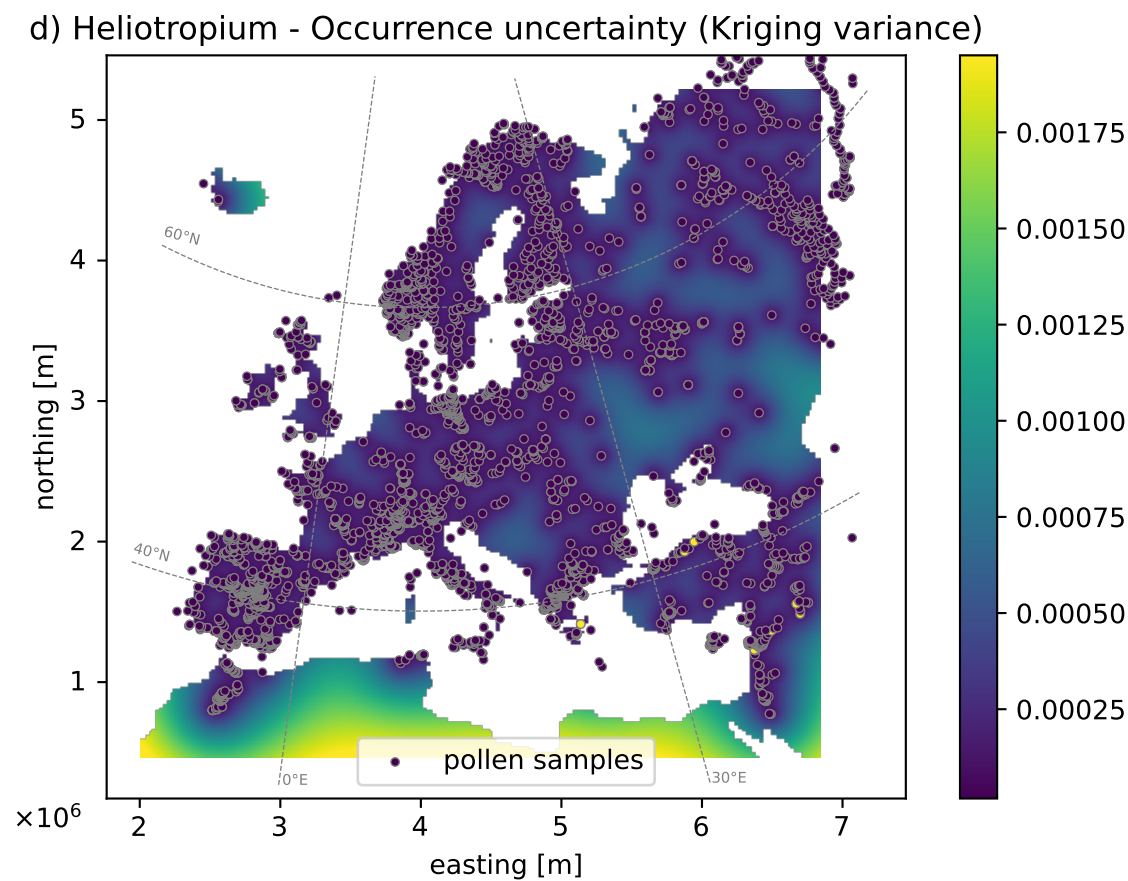 d) Heliotropium - Occurrence uncertainty (Kriging variance)
5
4
3
2
1
northing [m]
60°N
40°N
0°E
30°E
pollen samples
×10⁶
2 3 4 5 6 7
easting [m]
0.00175
0.00150
0.00125
0.00100
0.00075
0.00050
0.00025